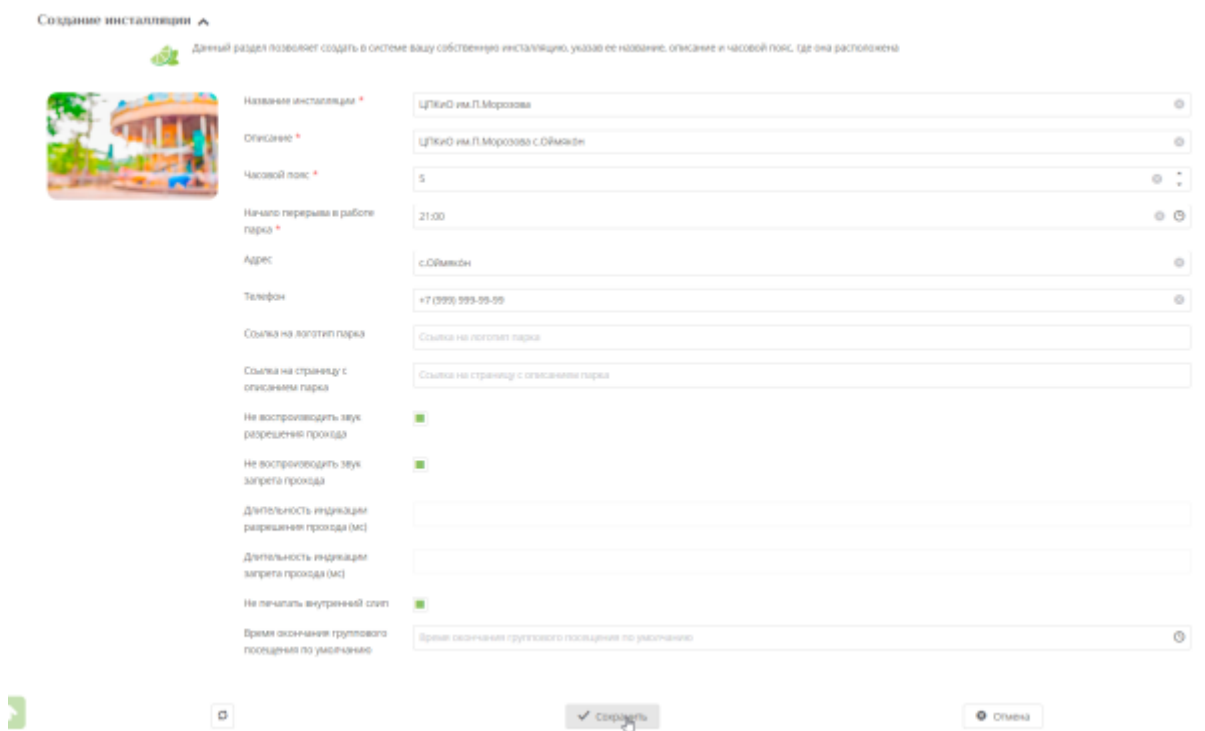 Создание инсталляции
Данный раздел позволяет создать в системе вашу собственную инсталляцию, указав ее название, описание и часовой пояс, где она расположена
Название инсталляции * ЦПКиО им.П.Морозова
Описание * ЦПКиО им.П.Морозова с.Оймякон
Часовой пояс * 5
Начало перерыва в работе 21:00
парка *
Адрес с.Оймякон
Телефон +7 (999) 999-99-99
Ссылка на логотип парка Ссылка на логотип парка
Ссылка на страницу с Ссылка на страницу с описанием парка
описанием парка
Не воспроизводить звук
разрешения прохода
Не воспроизводить звук
запрета прохода
Длительность индикации
разрешения прохода (мс)
Длительность индикации
запрета прохода (мс)
Не печатать внутренний слип
Время окончания группового Время окончания группового посещения по умолчанию
посещения по умолчанию
Сохранить Отмена